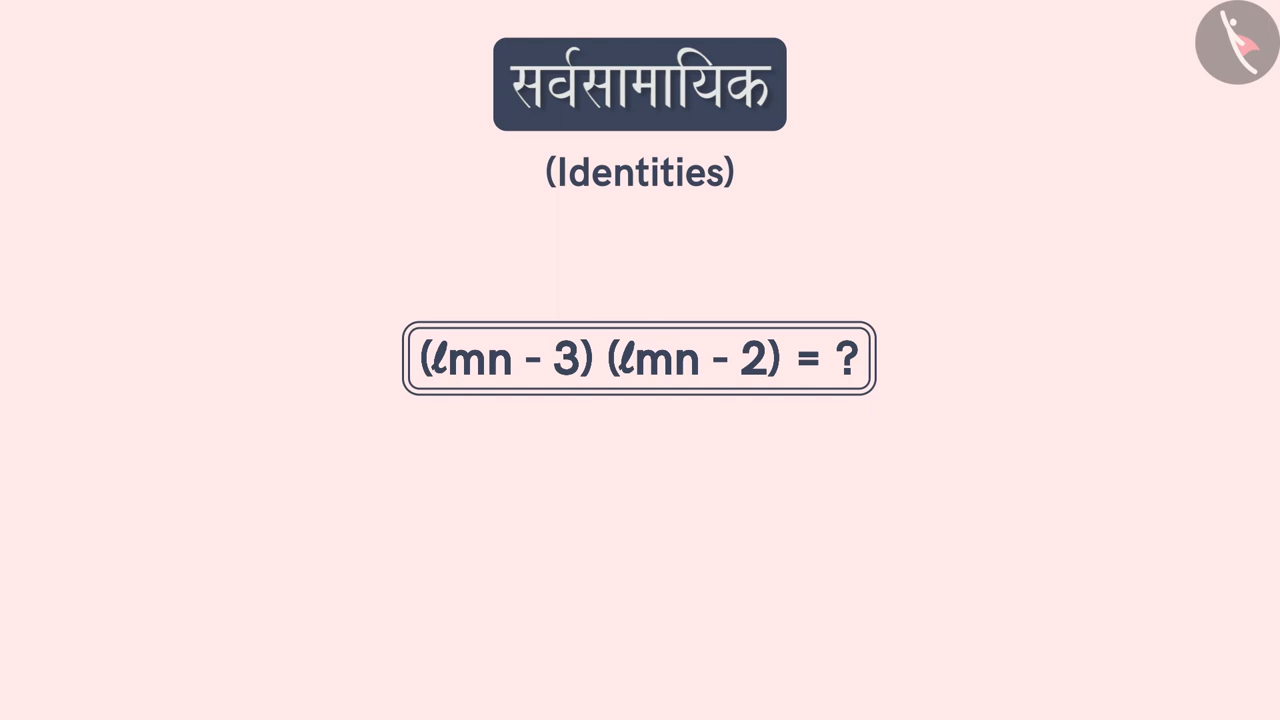 सर्वसामायिक
(Identities)
(ℓmn - 3) (ℓmn - 2) = ?